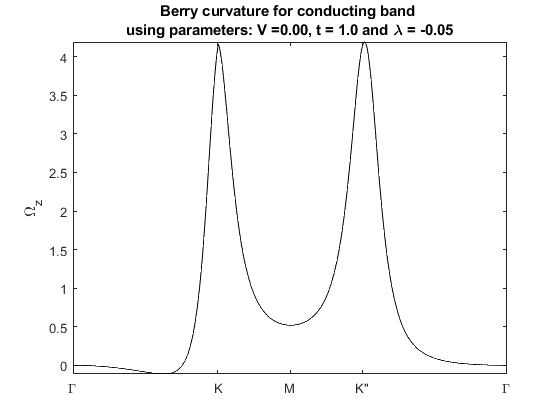 Berry curvature for conducting band
using parameters: V =0.00, t = 1.0 and λ = -0.05
4
3.5
3
2.5
2
1.5
1
0.5
0
Ω_z
Γ K M K" Γ